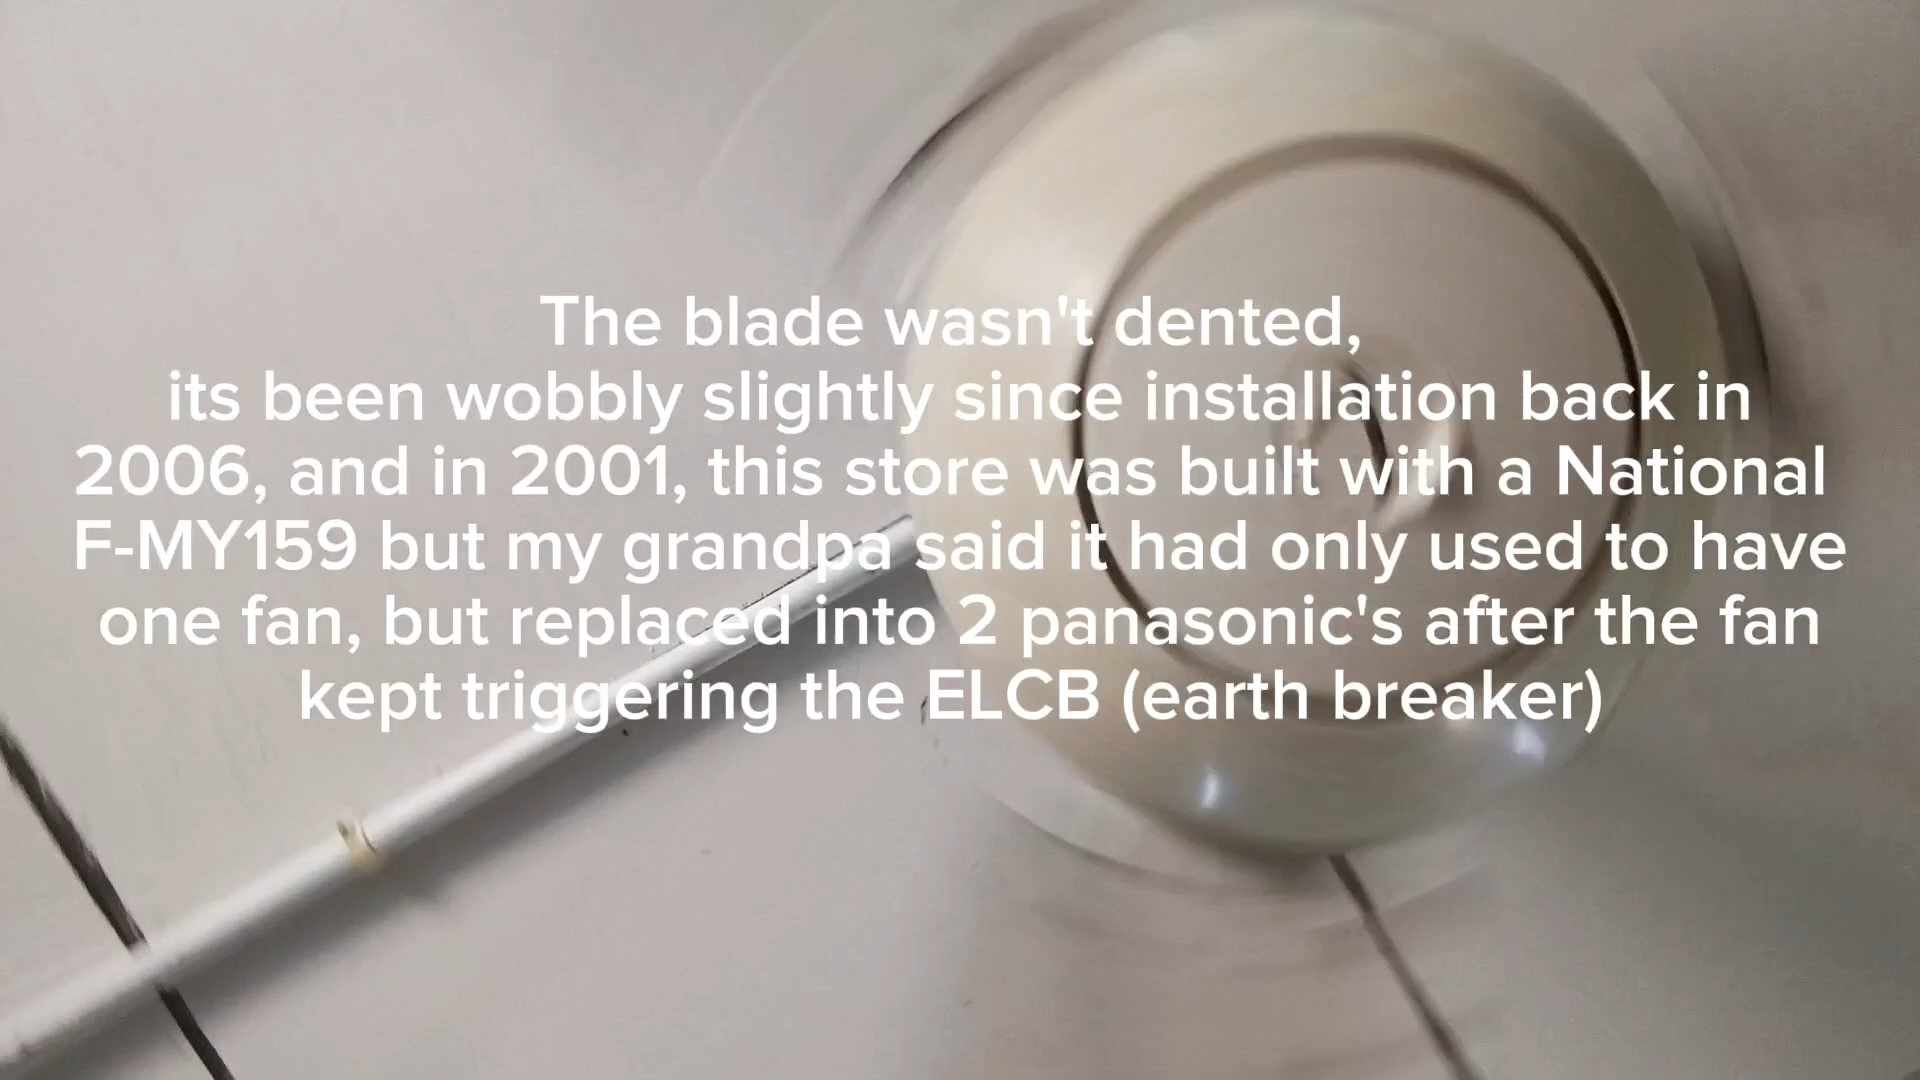 The blade wasn't dented,
its been wobbly slightly since installation back in
2006, and in 2001, this store was built with a National
F-MY159 but my grandpa said it had only used to have
one fan, but replaced into 2 panasonic's after the fan
kept triggering the ELCB (earth breaker)